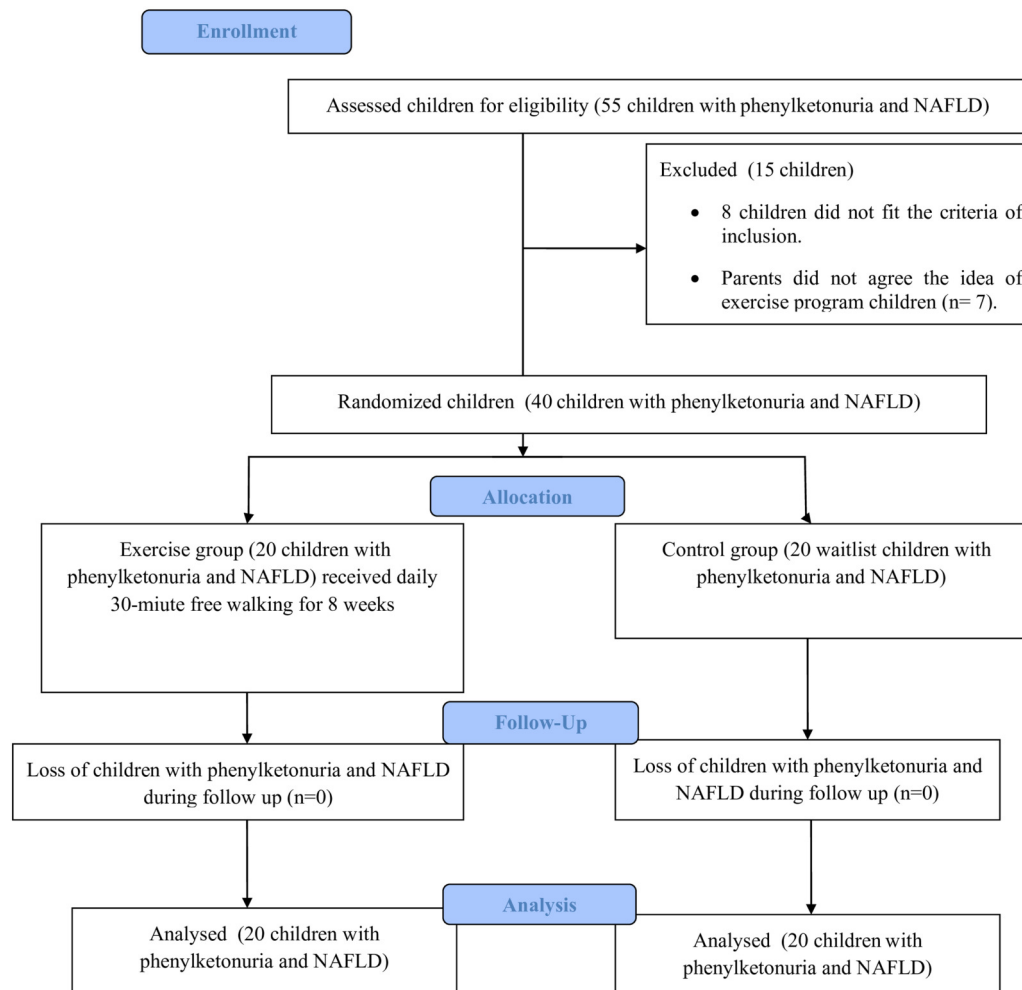 Enrollment
Assessed children for eligibility (55 children with phenylketonuria and NAFLD)
Excluded (15 children)
• 8 children did not fit the criteria of
inclusion.
• Parents did not agree the idea of
exercise program children (n= 7).
Randomized children (40 children with phenylketonuria and NAFLD)
Allocation
Exercise group (20 children with
phenylketonuria and NAFLD) received daily
30-miute free walking for 8 weeks
Control group (20 waitlist children with
phenylketonuria and NAFLD)
Follow-Up
Loss of children with phenylketonuria and NAFLD
during follow up (n=0)
Loss of children with phenylketonuria and
NAFLD during follow up (n=0)
Analysis
Analysed (20 children with
phenylketonuria and NAFLD)
Analysed (20 children with
phenylketonuria and NAFLD)